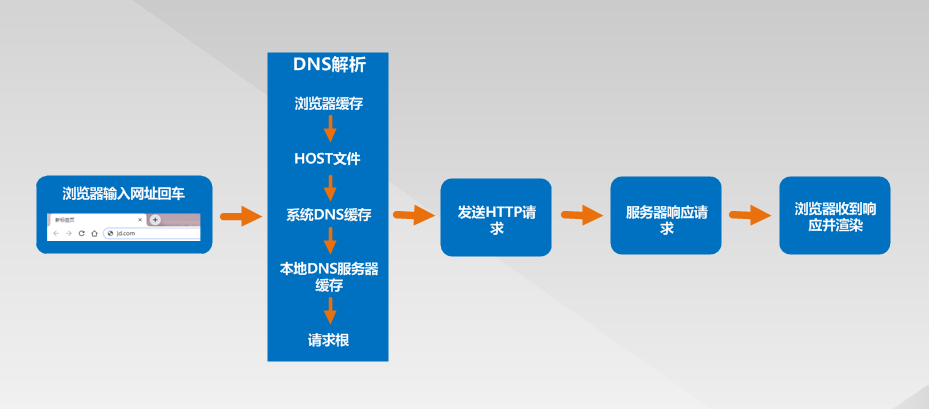 浏览器输入网址回车
新标签页
jd.com
DNS解析
浏览器缓存
HOST文件
系统DNS缓存
本地DNS服务器
缓存
请求根
发送HTTP请
求
服务器响应请
求
浏览器收到响
应并渲染